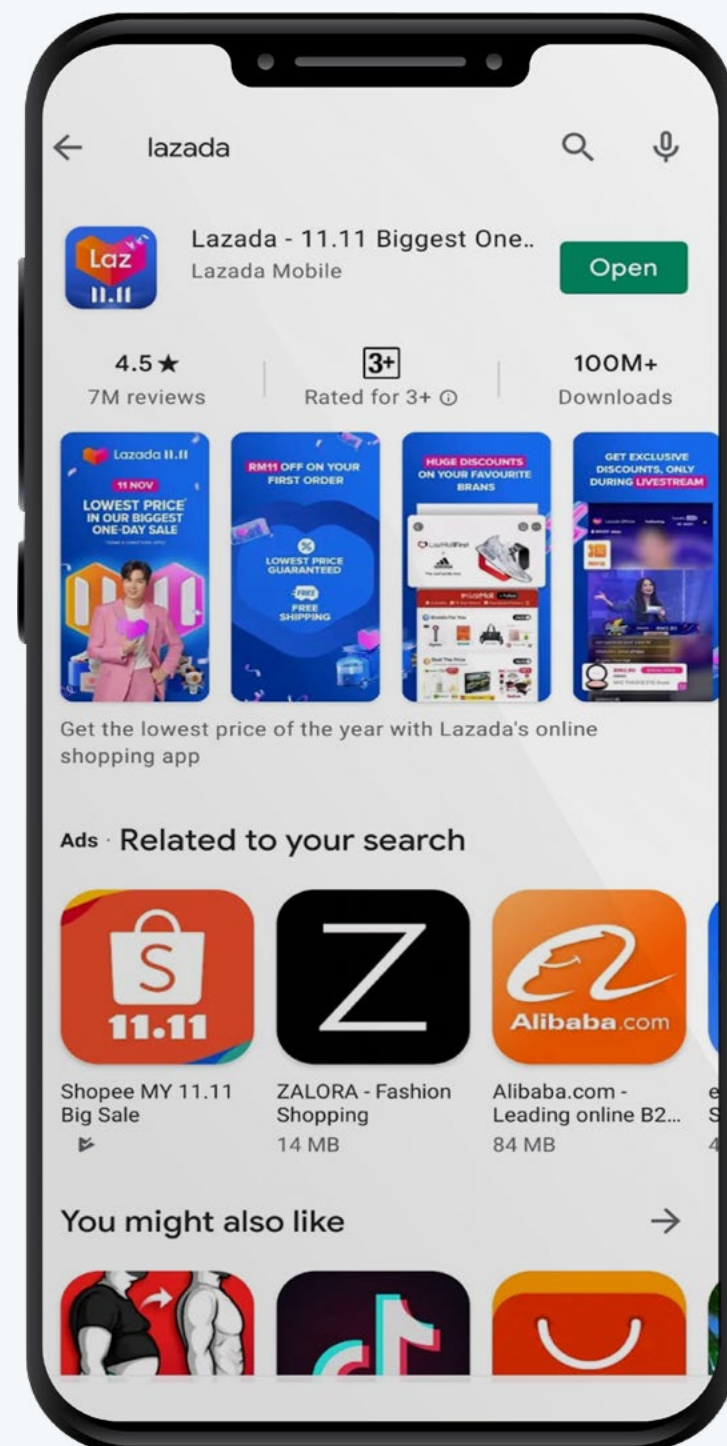 lazada
Laz
11.11
Lazada - 11.11 Biggest One..
Lazada Mobile
Open
4.5★
7M reviews
3+
Rated for 3+
100M+
Downloads
Lazada 11.11
11 NOV
LOWEST PRICE*
IN OUR BIGGEST
ONE-DAY SALE
RM11 OFF ON YOUR
FIRST ORDER
%
LOWEST PRICE
GUARANTEED
FREE
FREE
SHIPPING
HUGE DISCOUNTS
ON YOUR FAVOURITE
BRANS
adidas
LazMall
GET EXCLUSIVE
DISCOUNTS, ONLY
DURING LIVESTREAM
Get the lowest price of the year with Lazada's online
shopping app
Ads · Related to your search
S
11.11
Z
Alibaba.com
Shopee MY 11.11
Big Sale
ZALORA - Fashion
Shopping
14 MB
Alibaba.com -
Leading online B2...
84 MB
You might also like